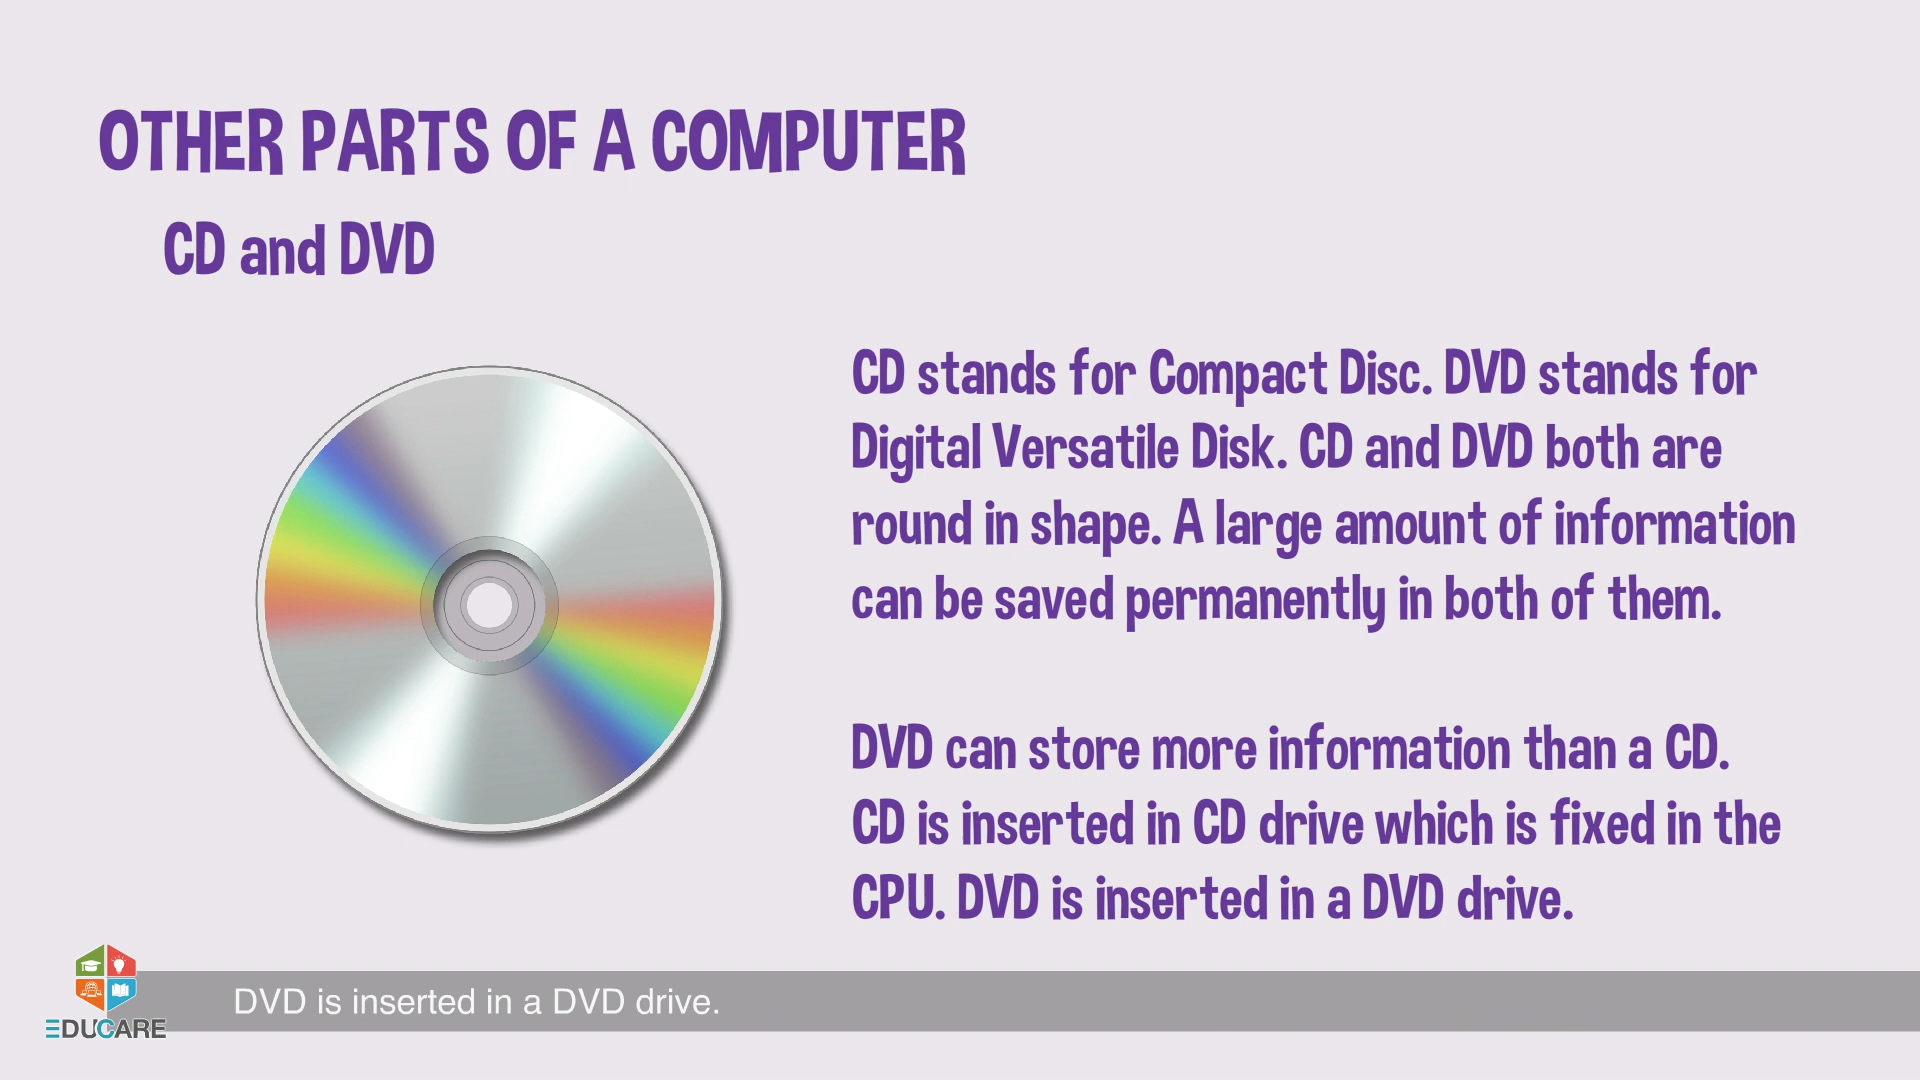 OTHER PARTS OF A COMPUTER
CD and DVD
CD stands for Compact Disc. DVD stands for
Digital Versatile Disk. CD and DVD both are
round in shape. A large amount of information
can be saved permanently in both of them.
DVD can store more information than a CD.
CD is inserted in CD drive which is fixed in the
CPU. DVD is inserted in a DVD drive.
DVD is inserted in a DVD drive.
EDUCARE